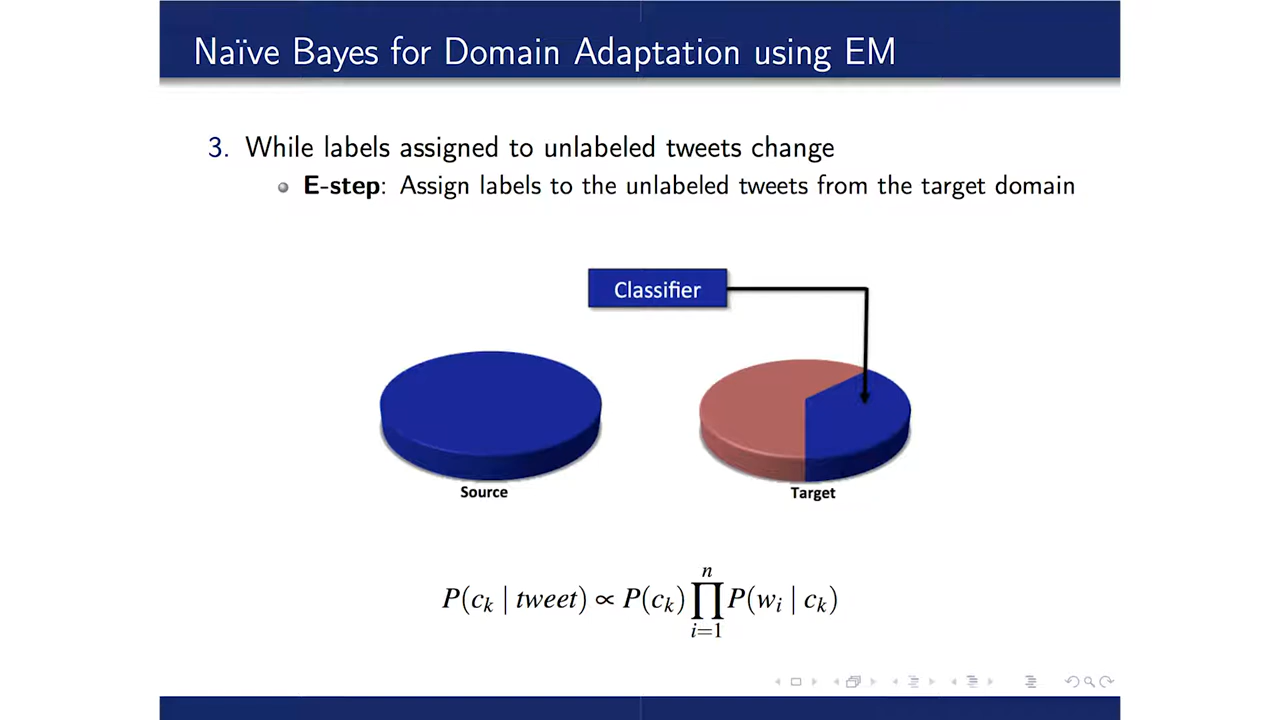 Naïve Bayes for Domain Adaptation using EM
3. While labels assigned to unlabeled tweets change
E-step: Assign labels to the unlabeled tweets from the target domain
Classifier
Source
Target
P(c_k | tweet) ∝ P(c_k) ∏_{i=1}^{n} P(w_i | c_k)